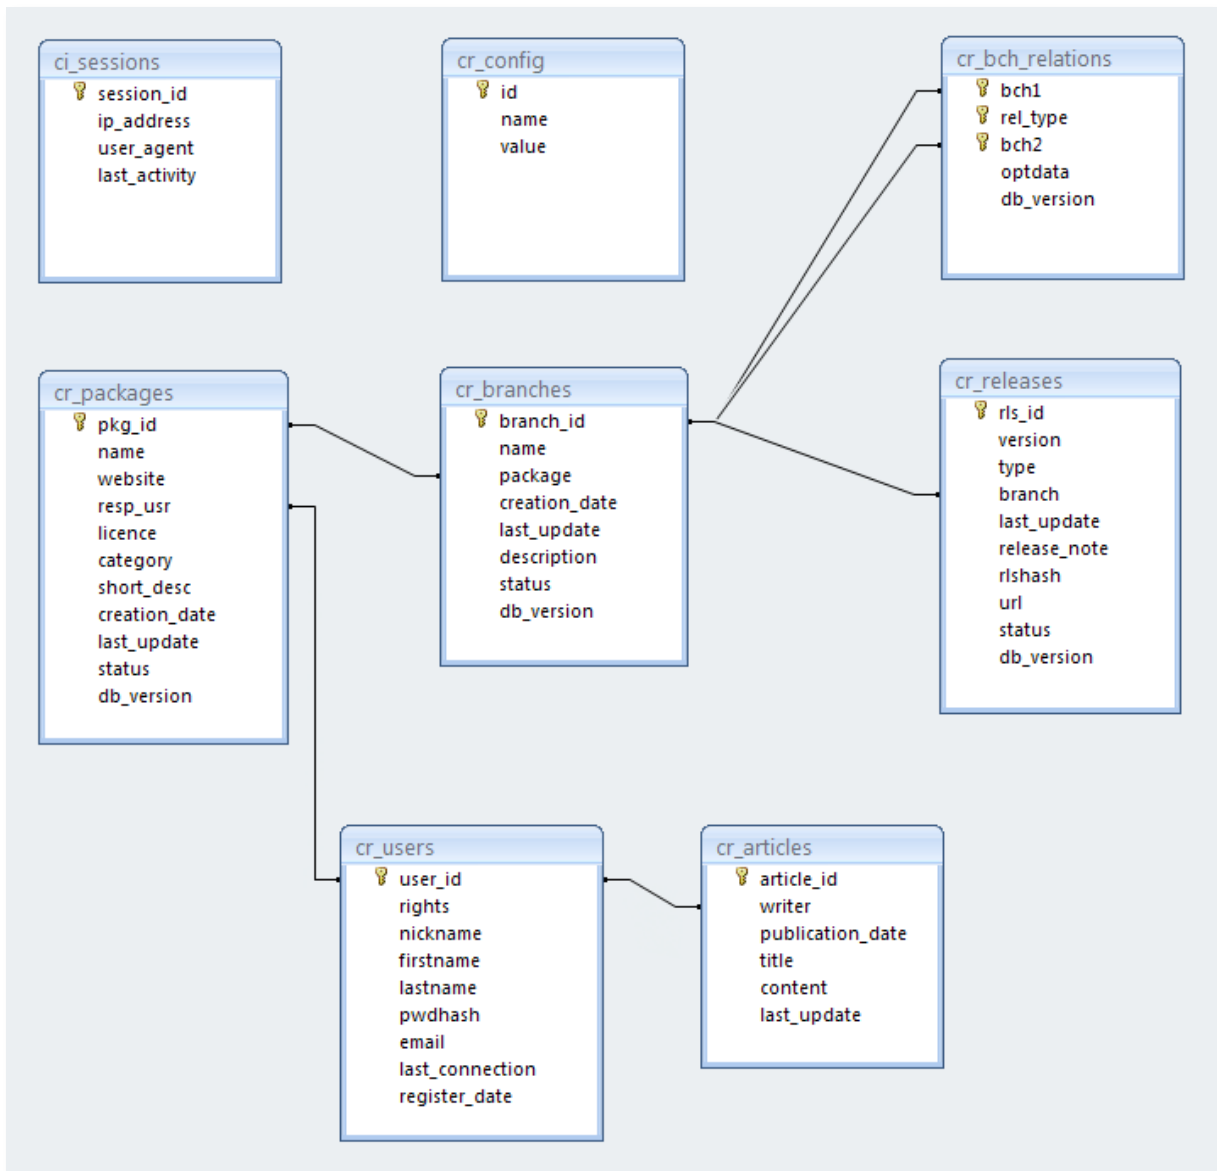 ci_sessions
session_id
ip_address
user_agent
last_activity
cr_config
id
name
value
cr_bch_relations
bch1
rel_type
bch2
optdata
db_version
cr_packages
pkg_id
name
website
resp_usr
licence
category
short_desc
creation_date
last_update
status
db_version
cr_branches
branch_id
name
package
creation_date
last_update
description
status
db_version
cr_releases
rls_id
version
type
branch
last_update
release_note
rlshash
url
status
db_version
cr_users
user_id
rights
nickname
firstname
lastname
pwdhash
email
last_connection
register_date
cr_articles
article_id
writer
publication_date
title
content
last_update